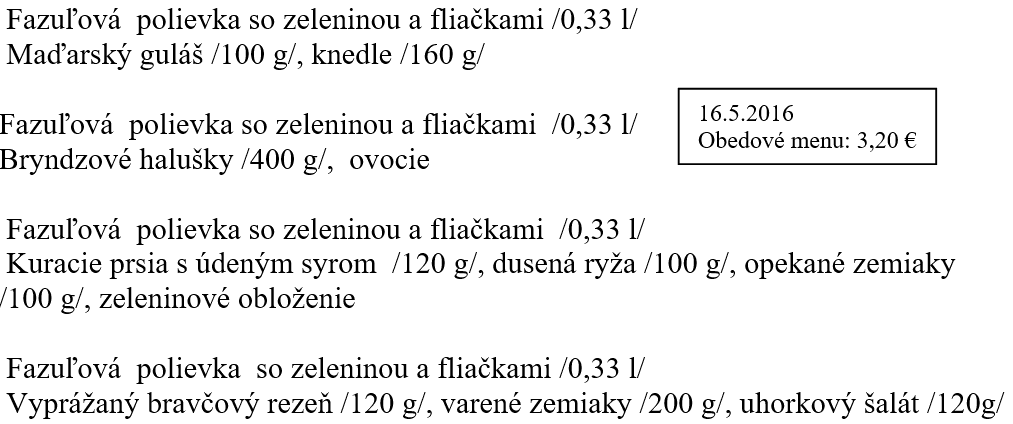 Fazuľová polievka so zeleninou a fliačkami /0,33 l/
Maďarský guláš /100 g/, knedle /160 g/
Fazuľová polievka so zeleninou a fliačkami /0,33 l/
Bryndzové halušky /400 g/, ovocie
16.5.2016
Obedové menu: 3,20 €
Fazuľová polievka so zeleninou a fliačkami /0,33 l/
Kuracie prsia s údeným syrom /120 g/, dusená ryža /100 g/, opekané zemiaky
/100 g/, zeleninové obloženie
Fazuľová polievka so zeleninou a fliačkami /0,33 l/
Vyprážaný bravčový rezeň /120 g/, varené zemiaky /200 g/, uhorkový šalát /120g/